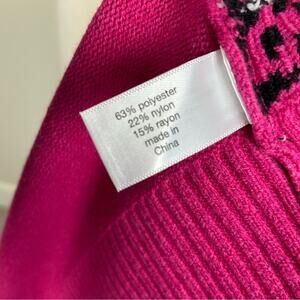 63% polyester
22% nylon
15% rayon
made in
China